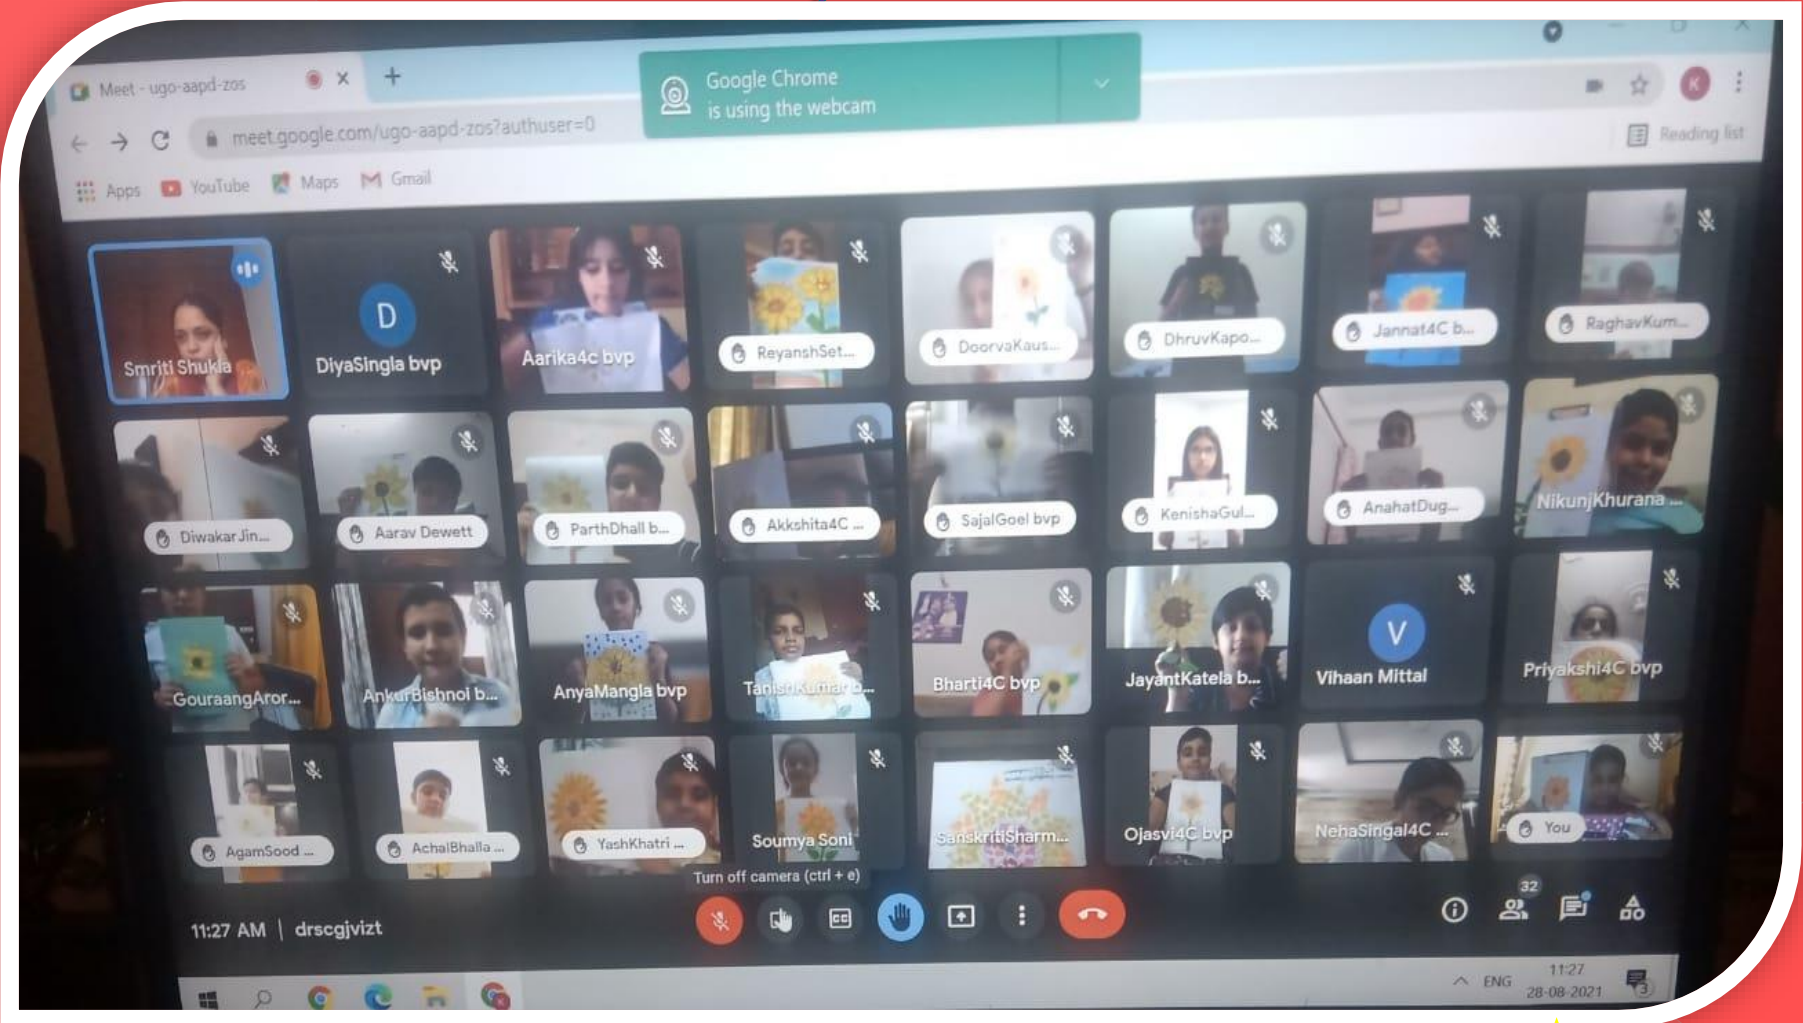 Meet - ugo-aapd-zos
Google Chrome
is using the webcam
meet.google.com/ugo-aapd-zos?authuser=0
K
Reading list
Apps YouTube Maps Gmail
Smriti Shukla
D
DiyaSingla bvp
Aarika4c bvp
ReyanshSet...
DoorvaKaus...
DhruvKapo...
Jannat4C b...
RaghavKum...
DiwakarJin...
Aarav Dewett
ParthDhall b...
Akkshita4C ...
SajalGoel bvp
KenishaGul...
AnahatDug...
NikunjKhurana ...
GouraangAror...
AnkurBishnoi b...
AnyaMangla bvp
TanishKumar b...
Bharti4C bvp
JayantKatela b...
V
Vihaan Mittal
Priyakshi4C bvp
AgamSood ...
AchalBhalla ...
YashKhatri ...
Soumya Soni
SanskritiSharm...
Ojasvi4C bvp
NehaSingal4C ...
You
Turn off camera (ctrl + e)
11:27 AM | drscgjvizt
32
ENG
11:27
28-08-2021
3